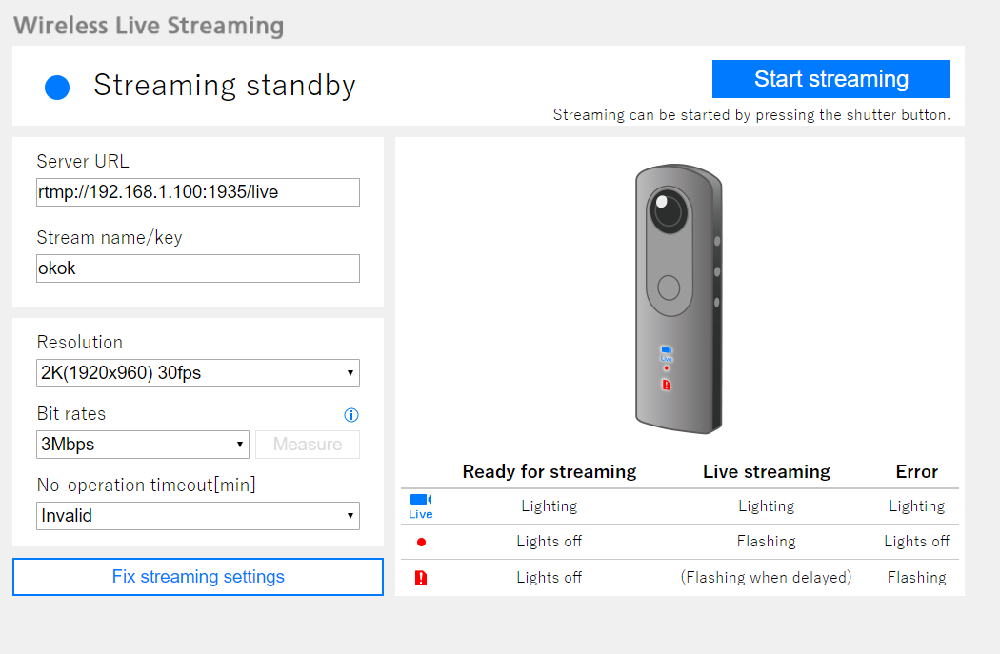 Wireless Live Streaming
Streaming standby
Start streaming
Streaming can be started by pressing the shutter button.
Server URL
rtmp://192.168.1.100:1935/live
Stream name/key
okok
Resolution
2K(1920x960) 30fps
Bit rates
3Mbps
Measure
No-operation timeout[min]
Invalid
Fix streaming settings
Live
Ready for streaming Live streaming Error
Live Lighting Lighting Lighting
Lights off Flashing Lights off
Lights off (Flashing when delayed) Flashing